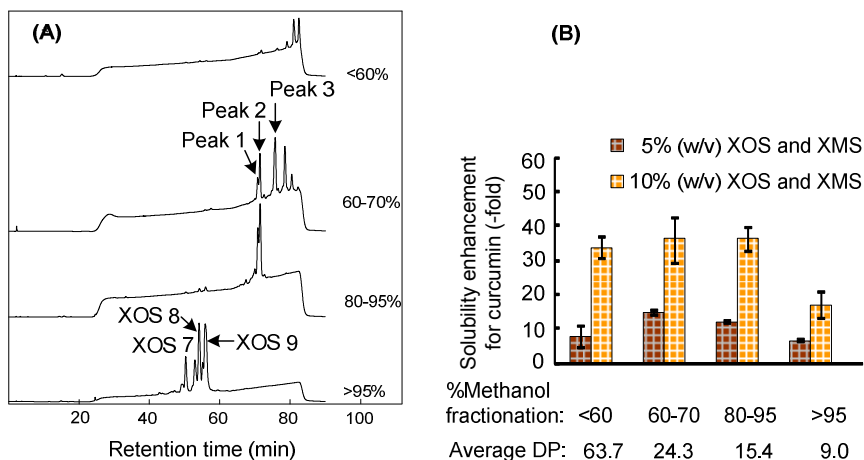 (A)
<60%
Peak 3
Peak 2
Peak 1
60-70%
80-95%
XOS 8
XOS 7
XOS 9
>95%
0
20
40
60
80
100
Retention time (min)
(B)
5% (w/v) XOS and XMS
10% (w/v) XOS and XMS
Solubility enhancement
for curcumin (-fold)
60
50
40
30
20
10
0
%Methanol
fractionation: <60 60-70 80-95 >95
Average DP: 63.7 24.3 15.4 9.0